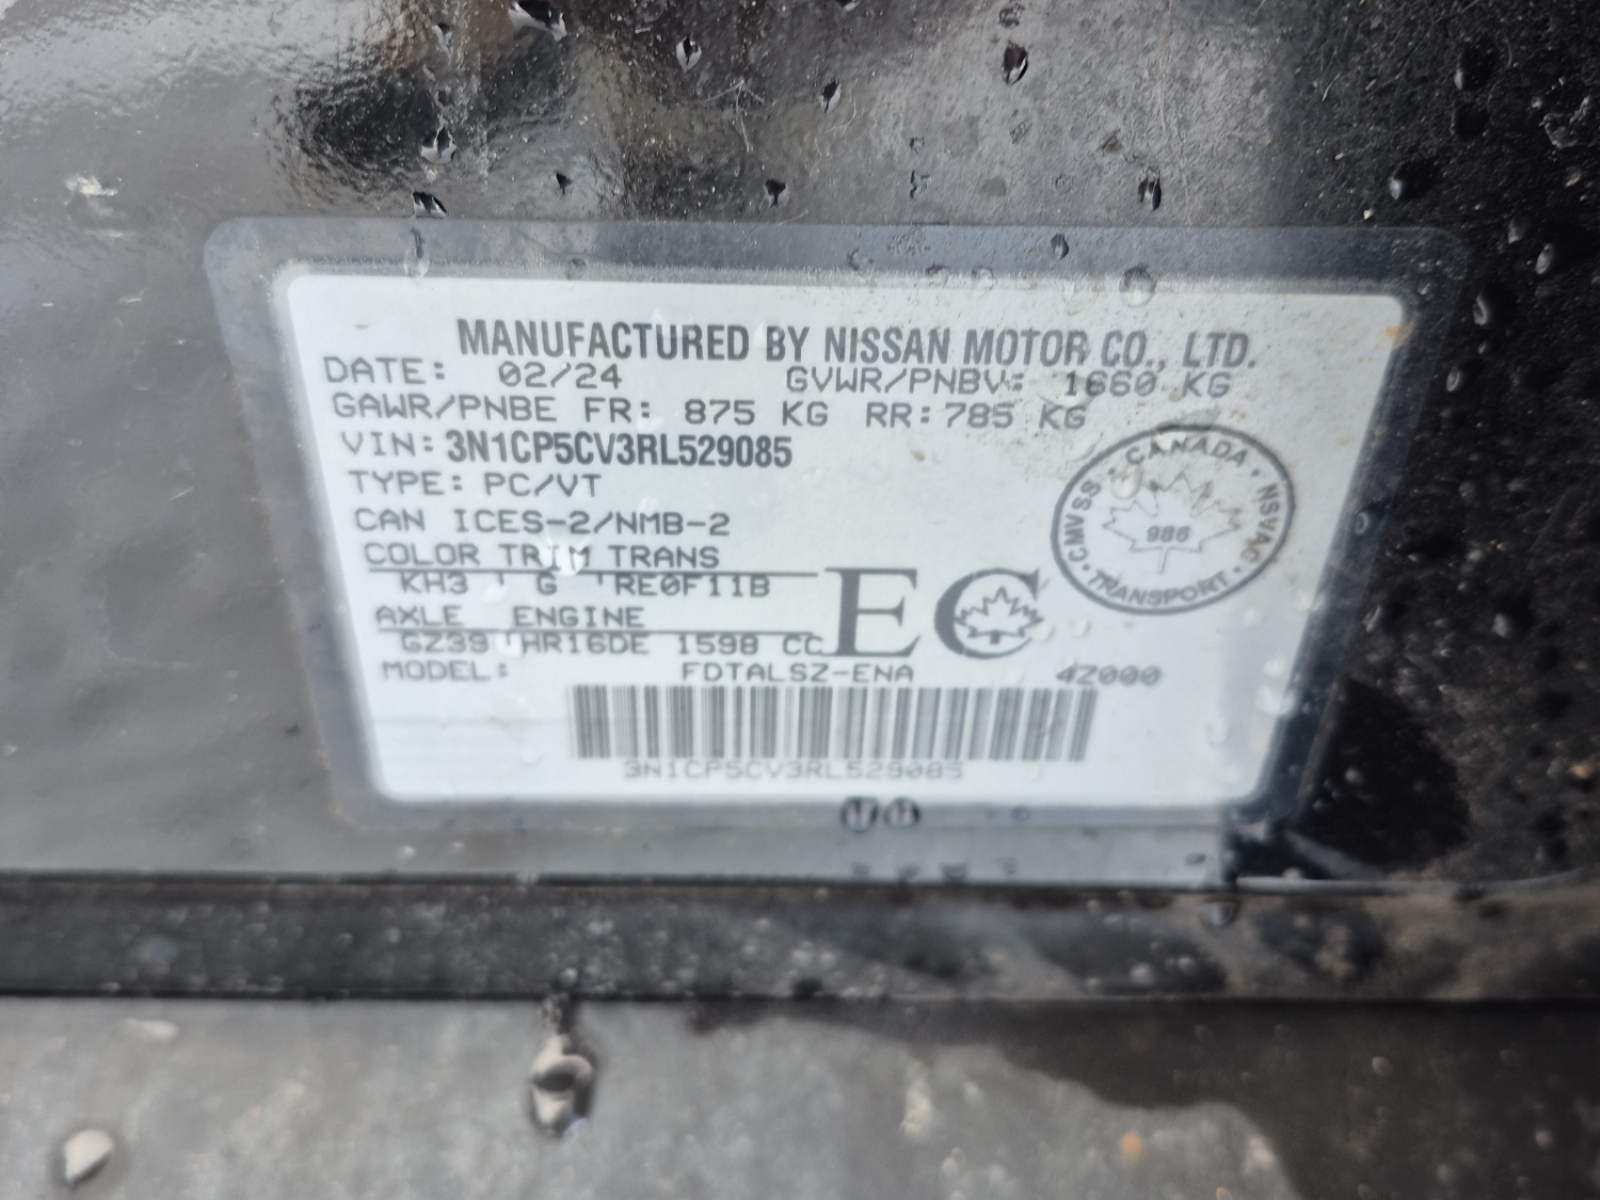 MANUFACTURED BY NISSAN MOTOR CO., LTD.
DATE: 02/24 GVWR/PNBV: 1660 KG
GAWR/PNBE FR: 875 KG RR:785 KG
VIN: 3N1CP5CV3RL529085
TYPE: PC/VT
CAN ICES-2/NMB-2
COLOR TRIM TRANS
KH3 G RE0F11B
AXLE ENGINE
GZ39 HR16DE 1598 CC
EC
CANADA · NSVAC · TRANSPORT · CMVSS ·
986
MODEL: FDTALSZ-ENA 4Z000
3N1CP5CV3RL529085